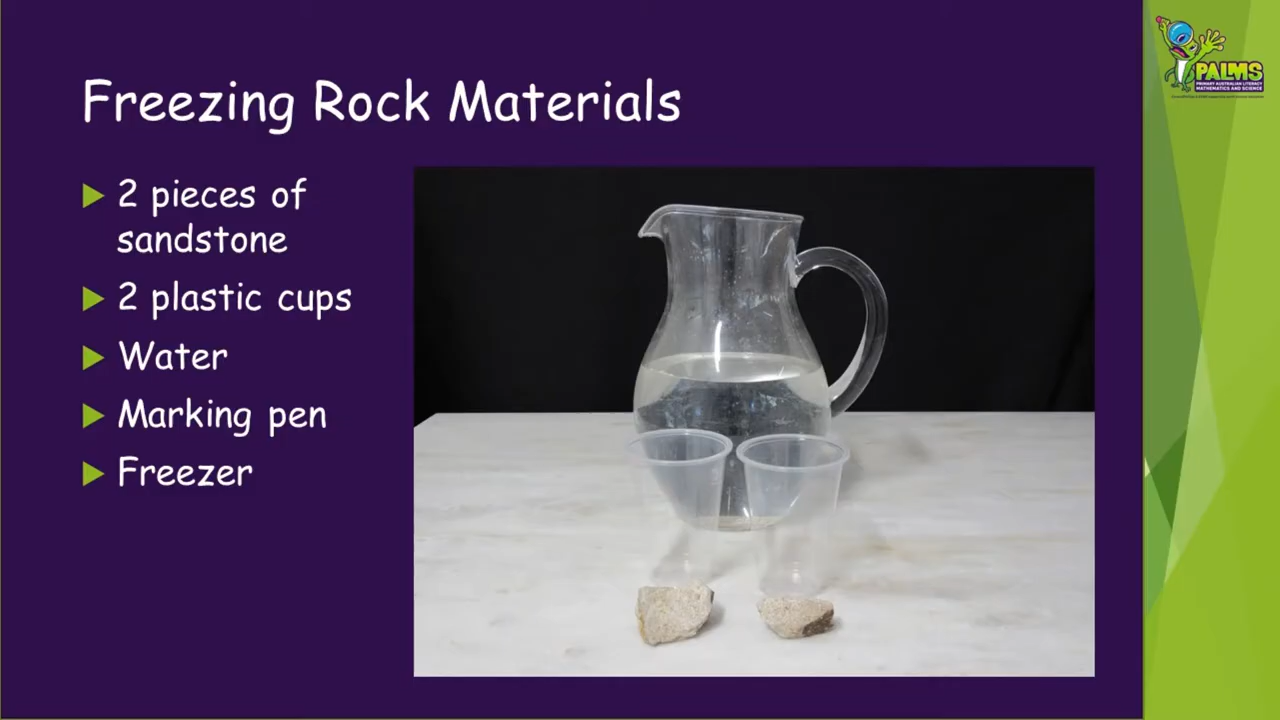 Freezing Rock Materials
2 pieces of
sandstone
2 plastic cups
Water
Marking pen
Freezer
PALMS
PRIMARY AUSTRALIAN LITERACY
MATHEMATICS AND SCIENCE